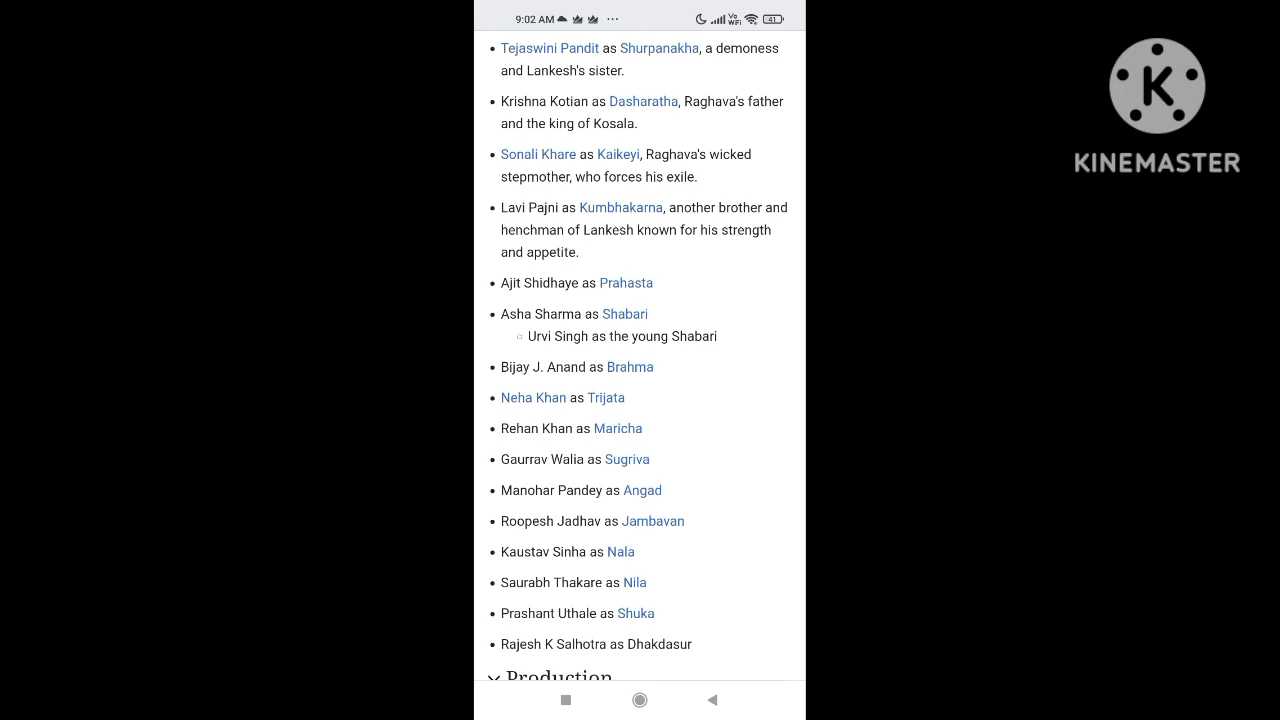 9:02 AM
Vo
WiFi
41
Tejaswini Pandit as Shurpanakha, a demoness
and Lankesh's sister.
Krishna Kotian as Dasharatha, Raghava's father
and the king of Kosala.
Sonali Khare as Kaikeyi, Raghava's wicked
stepmother, who forces his exile.
Lavi Pajni as Kumbhakarna, another brother and
henchman of Lankesh known for his strength
and appetite.
Ajit Shidhaye as Prahasta
Asha Sharma as Shabari
Urvi Singh as the young Shabari
Bijay J. Anand as Brahma
Neha Khan as Trijata
Rehan Khan as Maricha
Gaurrav Walia as Sugriva
Manohar Pandey as Angad
Roopesh Jadhav as Jambavan
Kaustav Sinha as Nala
Saurabh Thakare as Nila
Prashant Uthale as Shuka
Rajesh K Salhotra as Dhakdasur
Production
K
KINEMASTER